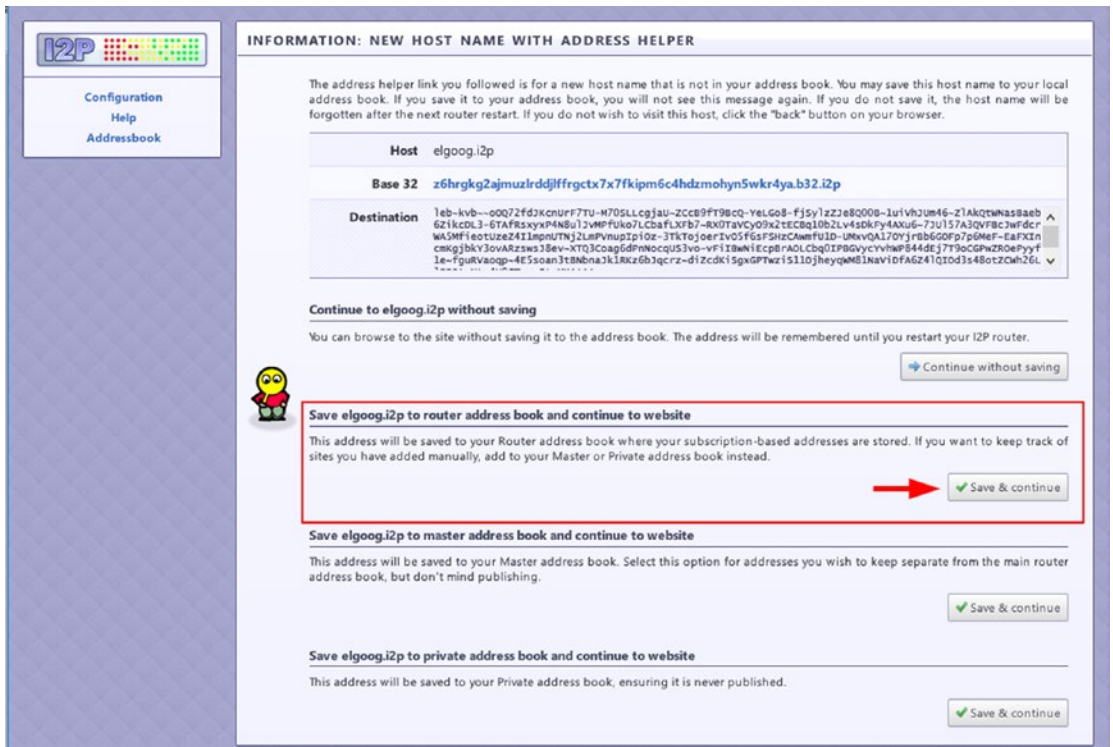 I2P
Configuration
Help
Addressbook
INFORMATION: NEW HOST NAME WITH ADDRESS HELPER
The address helper link you followed is for a new host name that is not in your address book. You may save this host name to your local
address book. If you save it to your address book, you will not see this message again. If you do not save it, the host name will be
forgotten after the next router restart. If you do not wish to visit this host, click the "back" button on your browser.
Host elgoog.i2p
Base 32 z6hrgkg2ajmuzlrddjlffrgctx7x7fkipm6c4hdzmohyn5wkr4ya.b32.i2p
Destination
Continue to elgoog.i2p without saving
You can browse to the site without saving it to the address book. The address will be remembered until you restart your I2P router.
Continue without saving
Save elgoog.i2p to router address book and continue to website
This address will be saved to your Router address book where your subscription-based addresses are stored. If you want to keep track of
sites you have added manually, add to your Master or Private address book instead.
Save & continue
Save elgoog.i2p to master address book and continue to website
This address will be saved to your Master address book. Select this option for addresses you wish to keep separate from the main router
address book, but don't mind publishing.
Save & continue
Save elgoog.i2p to private address book and continue to website
This address will be saved to your Private address book, ensuring it is never published.
Save & continue